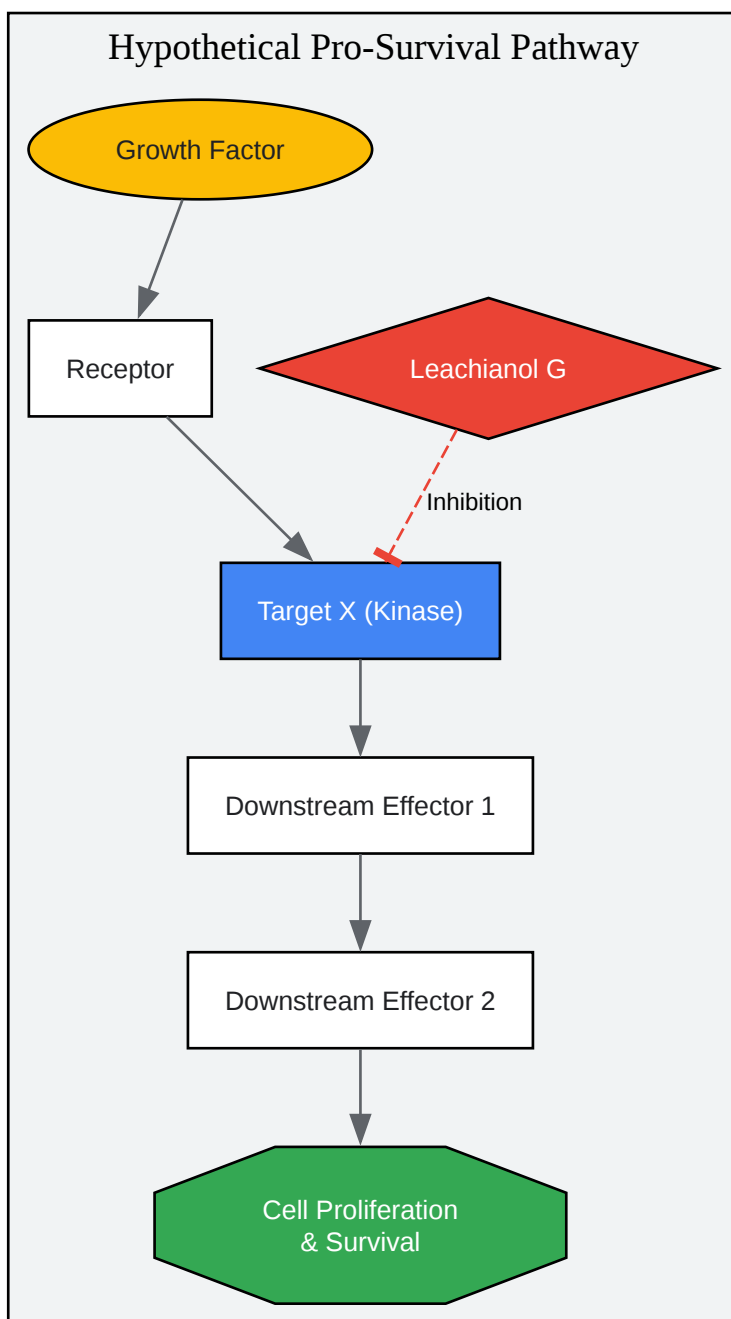 Hypothetical Pro-Survival Pathway
Growth Factor
Receptor
Leachianol G
Inhibition
Target X (Kinase)
Downstream Effector 1
Downstream Effector 2
Cell Proliferation
& Survival